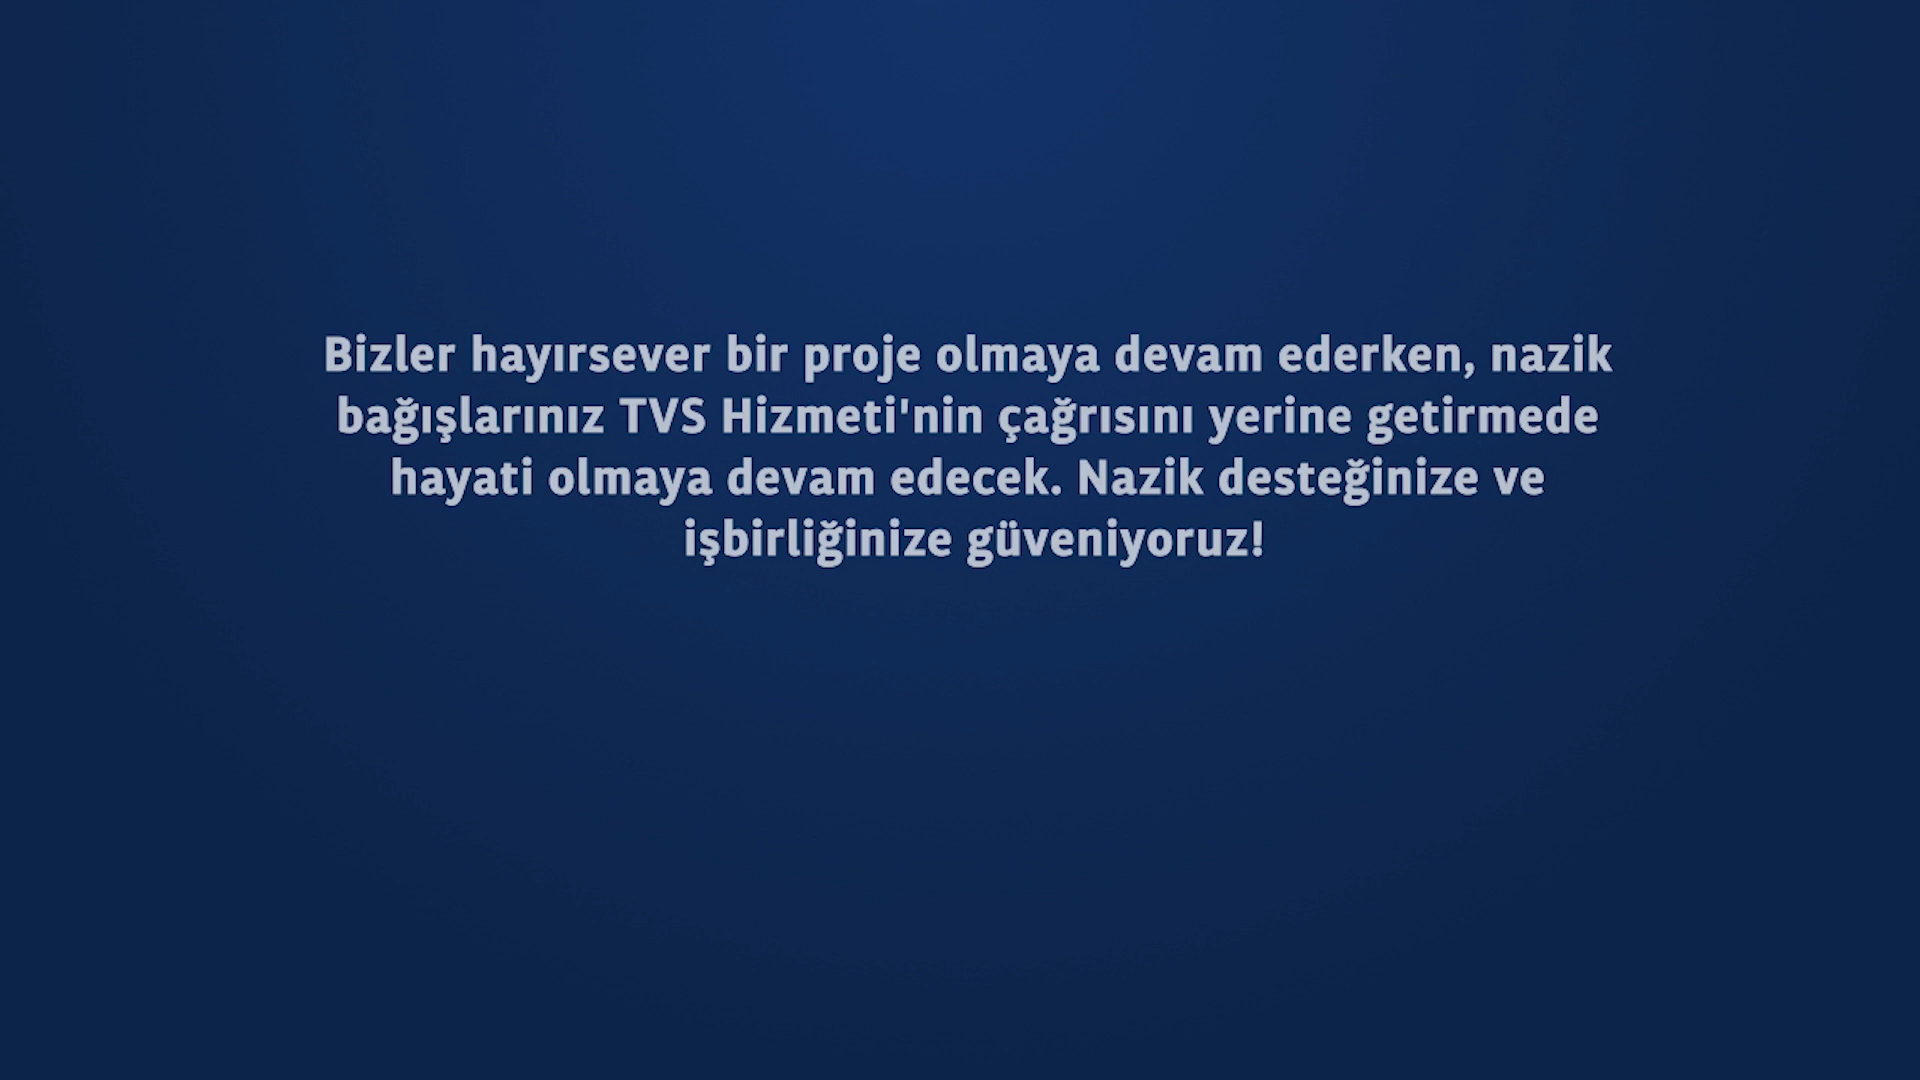 Bizler hayırsever bir proje olmaya devam ederken, nazik
bağışlarınız TVS Hizmeti'nin çağrısını yerine getirmede
hayati olmaya devam edecek. Nazik desteğinize ve
işbirliğinize güveniyoruz!